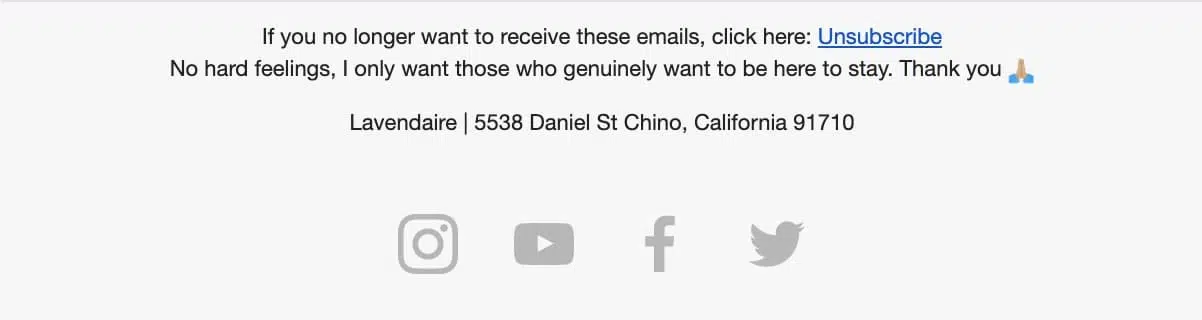 If you no longer want to receive these emails, click here: Unsubscribe
No hard feelings, I only want those who genuinely want to be here to stay. Thank you 🙏🏼
Lavendaire | 5538 Daniel St Chino, California 91710